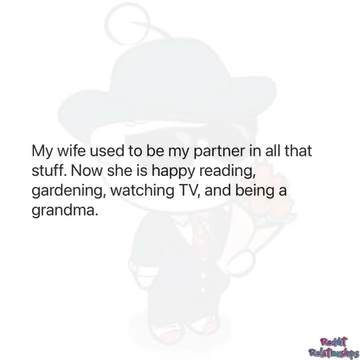 My wife used to be my partner in all that
stuff. Now she is happy reading,
gardening, watching TV, and being a
grandma.
Reddit
Relationships